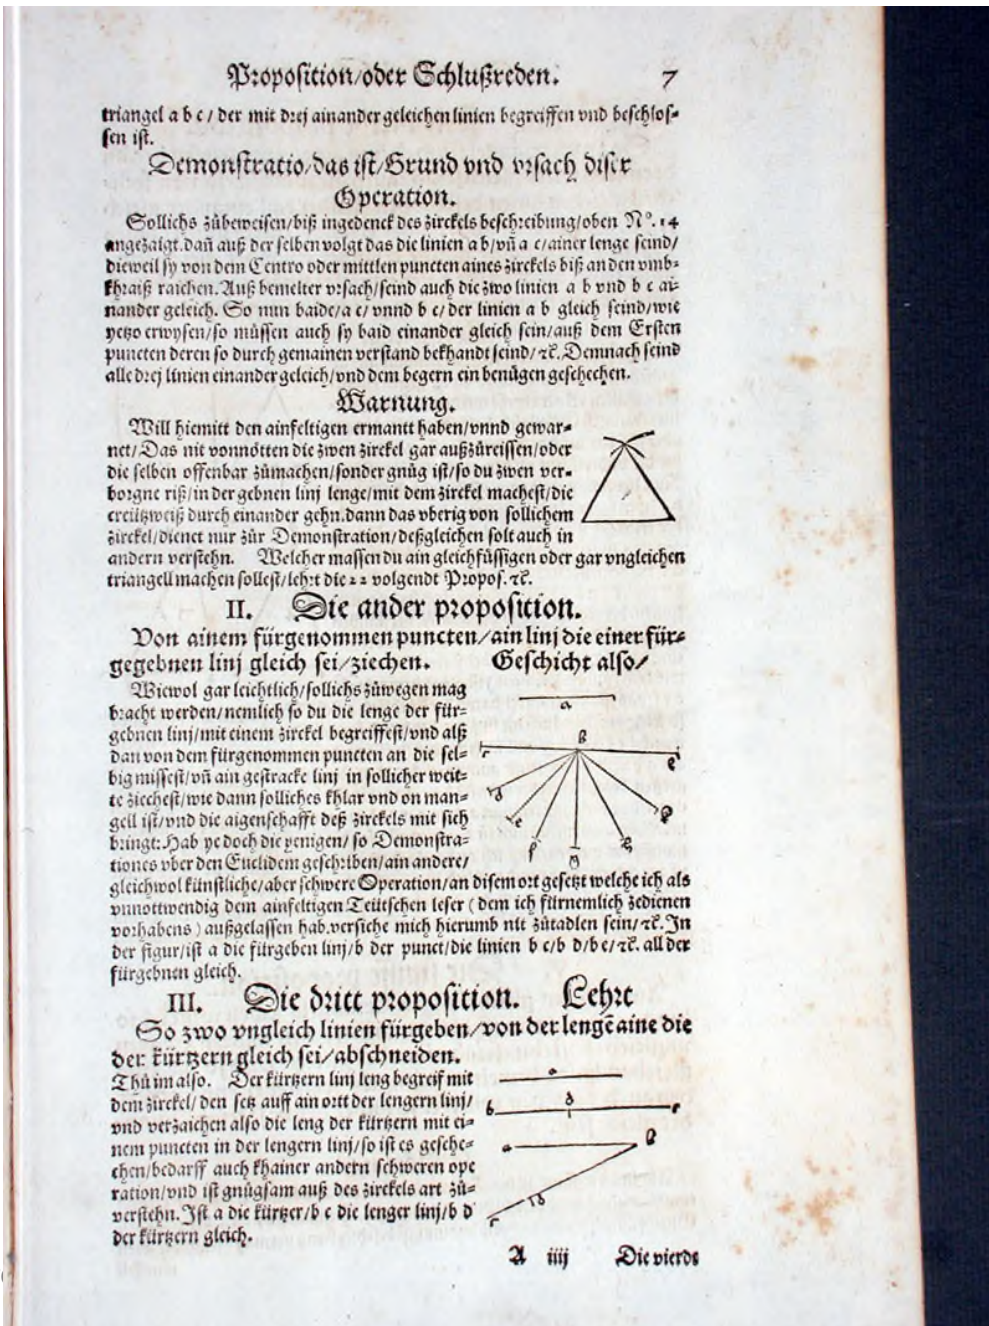 Proposition/oder Schlußreden. 7
triangel a b c/ der mit drej ainander geleichen linien begreiffen vnd beschlos-
sen ist.
Demonstratio/das ist/Grund vnd vrsach diser
Operation.
Sollichs zůbeweisen/biß ingedenck des zirckels beschreibung/oben N°. 14
angezaigt.dañ auß der selben volgt das die linien a b/vñ a c/ainer lenge seind/
dieweil sy von dem Centro oder mittlen puncten aines zirckels biß an den vmb-
khraiß raichen. Auß bemelter vrsach/seind auch die zwo linien a b vnd b c ai-
nander geleich. So nun baide/a c/ vnnd b c/ der linien a b gleich seind/wie
yetzo erwysen/so müssen auch sy baid einander gleich sein/auß dem Ersten
puncten deren so durch gemainen verstand bekhandt seind/ꝛc. Demnach seind
alle drej linien einander geleich/vnd dem begern ein benügen geschechen.
Warnung.
Will hiemitt den ainfeltigen ermantt haben/vnnd gewar-
net/Das nit vonnötten die zwen zirckel gar außzůreissen/oder
die selben offenbar zůmachen/sonder gnůg ist/so du zwen ver-
borgne riß/in der gebnen linj lenge/mit dem zirckel machest/die
creützweiß durch einander gehn.dann das vberig von sollichem
zirckel/dienet nur zůr Demonstration/deßgleichen solt auch in
andern verstehn. Welcher massen du ain gleichfüssigen oder gar vngleichen
triangell machen sollest/lehrt die 22 volgendt Propos.ꝛc.
II. Die ander proposition.
Von ainem fürgenommen puncten/ain linj die einer für-
gegebnen linj gleich sei/ziechen. Geschicht also/
Wiewol gar leichtlich/sollichs zůwegen mag
bracht werden/nemlich so du die lenge der für-
gebnen linj/mit einem zirckel begreiffest/vnd alß
dan von dem fürgenommen puncten an die sel-
big missest/vñ ain gestracke linj in sollicher weit-
te ziechest/wie dann solliches khlar vnd on man-
gell ist/vnd die aigenschafft deß zirckels mit sich
bringt: Hab ye doch die yenigen/ so Demonstra-
tiones vber den Euclidem geschriben/ain andere/
gleichwol künstliche/aber schwere Operation/an disem ort gesetzt welche ich als
vnnottwendig dem ainfeltigen Teütschen leser ( dem ich fürnemlich zedienen
vorhabens ) außgelassen hab.versiche mich hierumb nit zůtadlen sein/ꝛc. In
der figur/ist a die fürgeben linj/b der punct/die linien b c/b d/b e/ꝛc. all der
fürgebnen gleich.
a
B
c
e
d
g
e
f
g
III. Die dritt proposition. Lehrt
So zwo vngleich linien fürgeben/von der lengẽ aine die
der kürtzern gleich sei/abschneiden.
Thů im also. Der kürtzern linj leng begreif mit
dem zirckel/ den setz auff ain ortt der lengern linj/
vnd verzaichen also die leng der kürtzern mit ei-
nem puncten in der lengern linj/so ist es gesche-
chen/bedarff auch khainer andern schweren ope
ration/vnd ist gnůgsam auß des zirckels art zů-
verstehn. Ist a die kürtzer/b c die lenger linj/b d
der kürtzern gleich.
a
b d c
a B
d
c
A iiij Die vierde